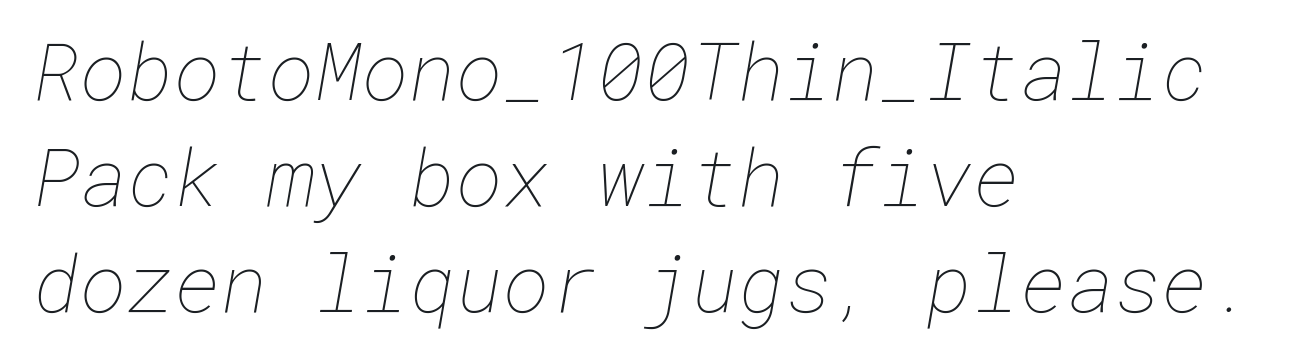 RobotoMono_100Thin_Italic
Pack my box with five
dozen liquor jugs, please.